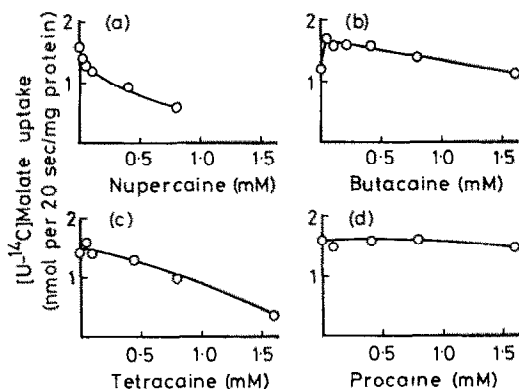 (a)
2
1
0·5 1·0 1·5
Nupercaine (mM)
(b)
2
1
0·5 1·0 1·5
Butacaine (mM)
(c)
2
1
0·5 1·0 1·5
Tetracaine (mM)
(d)
2
1
0·5 1·0 1·5
Procaine (mM)
[U-¹⁴C]Malate uptake
(nmol per 20 sec/mg protein)